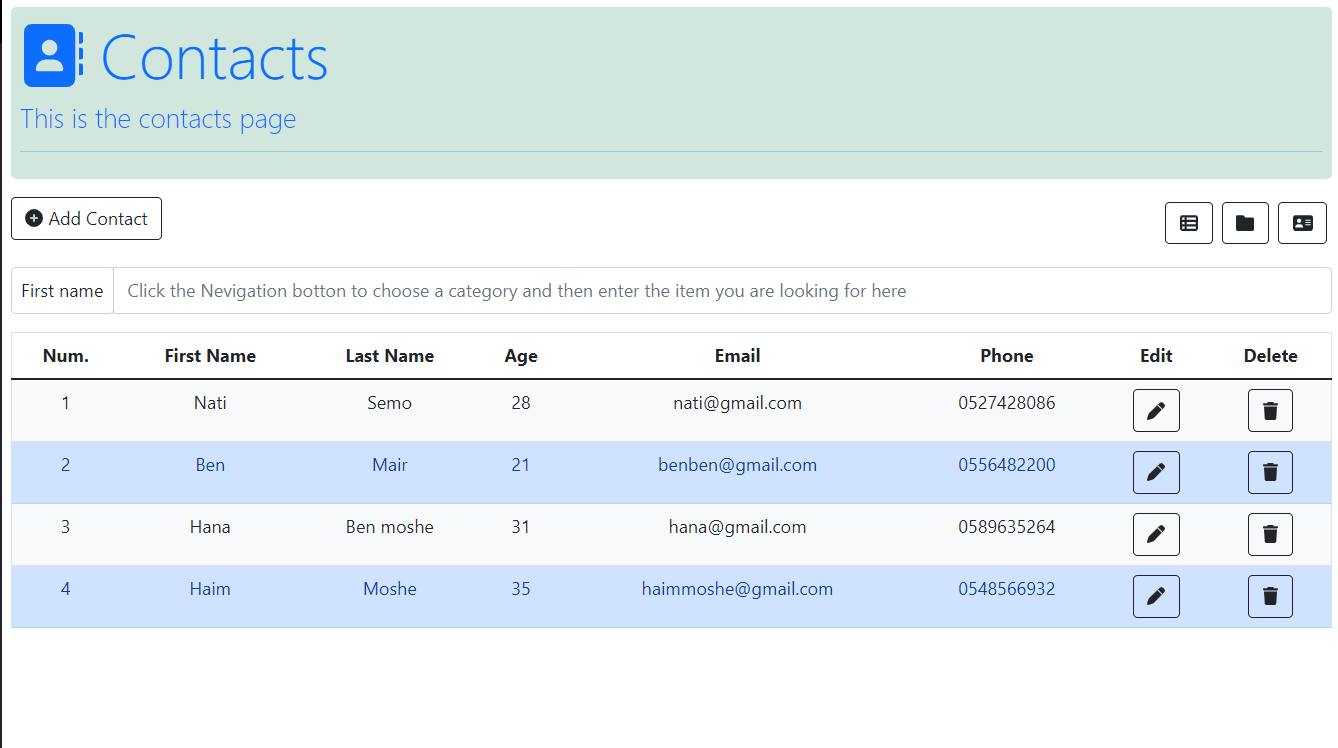 Contacts
This is the contacts page
Add Contact
First name Click the Nevigation botton to choose a category and then enter the item you are looking for here
Num. First Name Last Name Age Email Phone Edit Delete
1 Nati Semo 28 nati@gmail.com 0527428086
2 Ben Mair 21 benben@gmail.com 0556482200
3 Hana Ben moshe 31 hana@gmail.com 0589635264
4 Haim Moshe 35 haimmoshe@gmail.com 0548566932